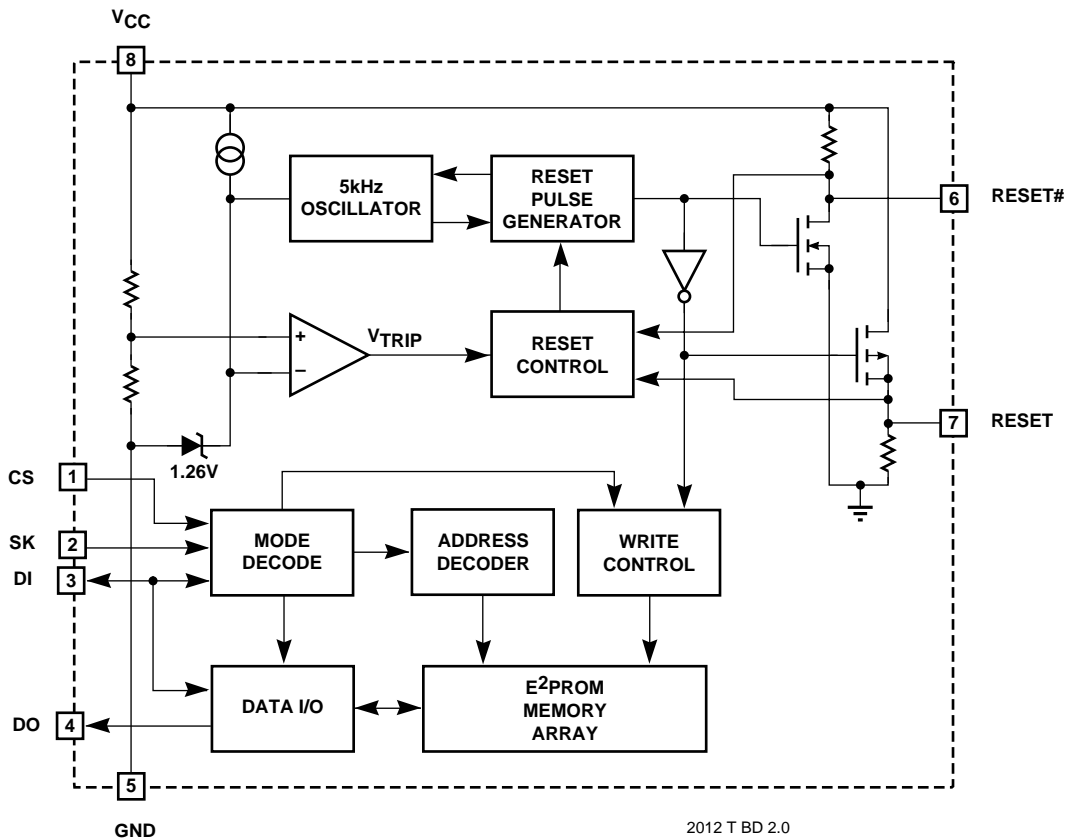 VCC
8
5kHz
OSCILLATOR
RESET
PULSE
GENERATOR
6
RESET#
+
–
VTRIP
RESET
CONTROL
7
RESET
1.26V
CS
1
SK
2
DI
3
MODE
DECODE
ADDRESS
DECODER
WRITE
CONTROL
DO
4
DATA I/O
E²PROM
MEMORY
ARRAY
5
GND
2012 T BD 2.0